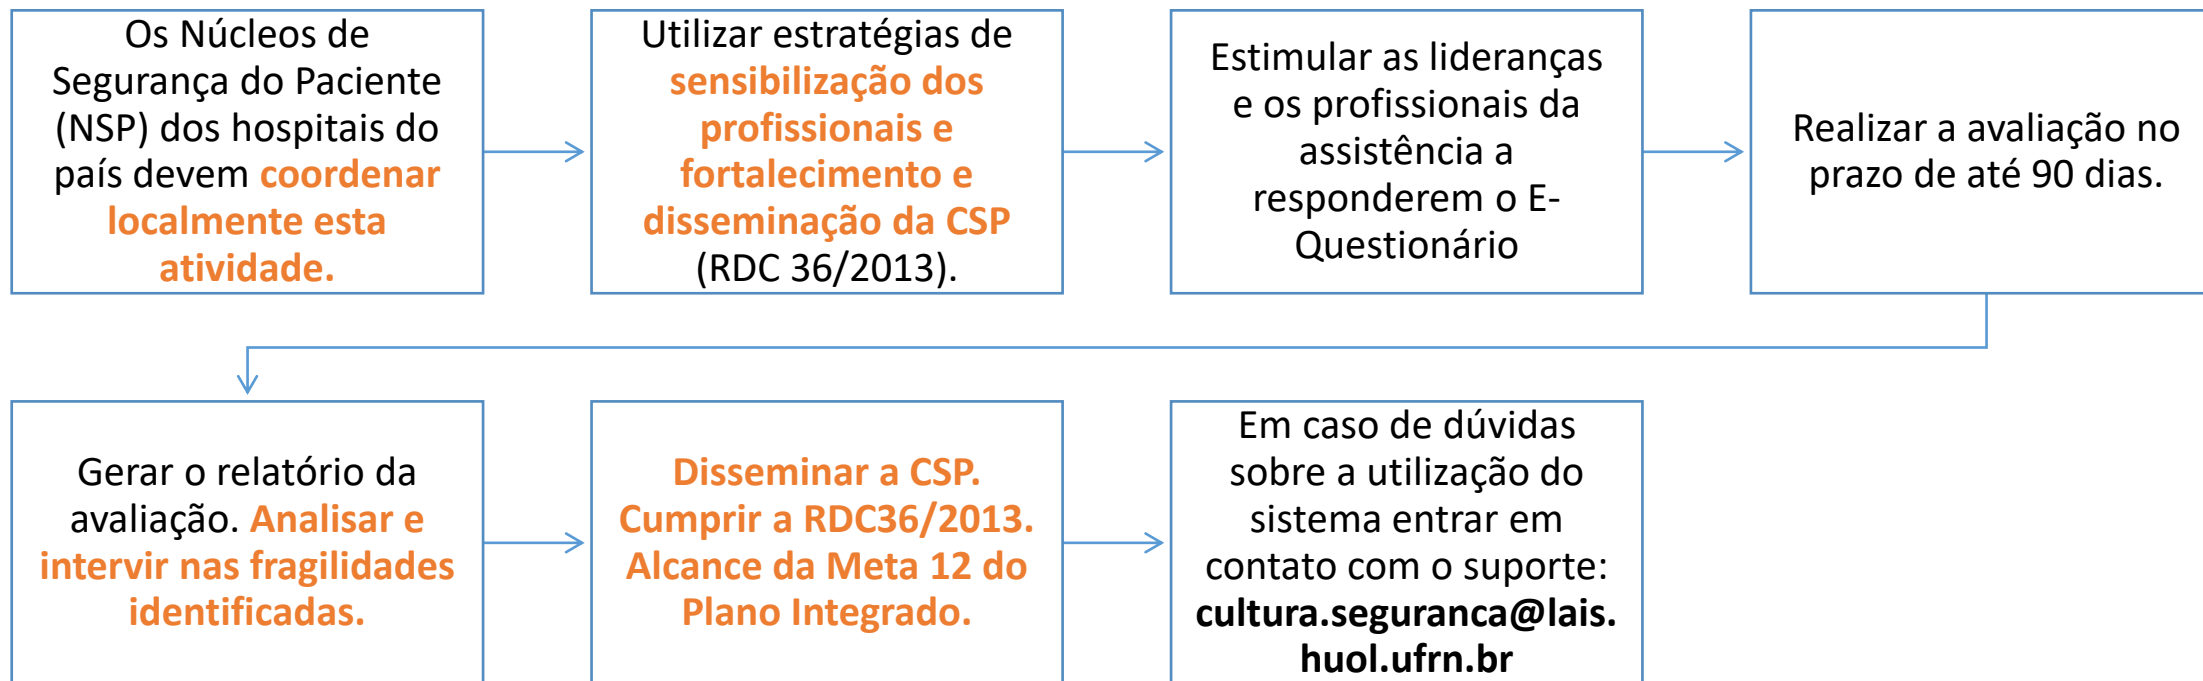 Os Núcleos de
Segurança do Paciente
(NSP) dos hospitais do
país devem coordenar
localmente esta
atividade.
Utilizar estratégias de
sensibilização dos
profissionais e
fortalecimento e
disseminação da CSP
(RDC 36/2013).
Estimular as lideranças
e os profissionais da
assistência a
responderem o E-
Questionário
Realizar a avaliação no
prazo de até 90 dias.
Gerar o relatório da
avaliação. Analisar e
intervir nas fragilidades
identificadas.
Disseminar a CSP.
Cumprir a RDC36/2013.
Alcance da Meta 12 do
Plano Integrado.
Em caso de dúvidas
sobre a utilização do
sistema entrar em
contato com o suporte:
cultura.seguranca@lais.
huol.ufrn.br